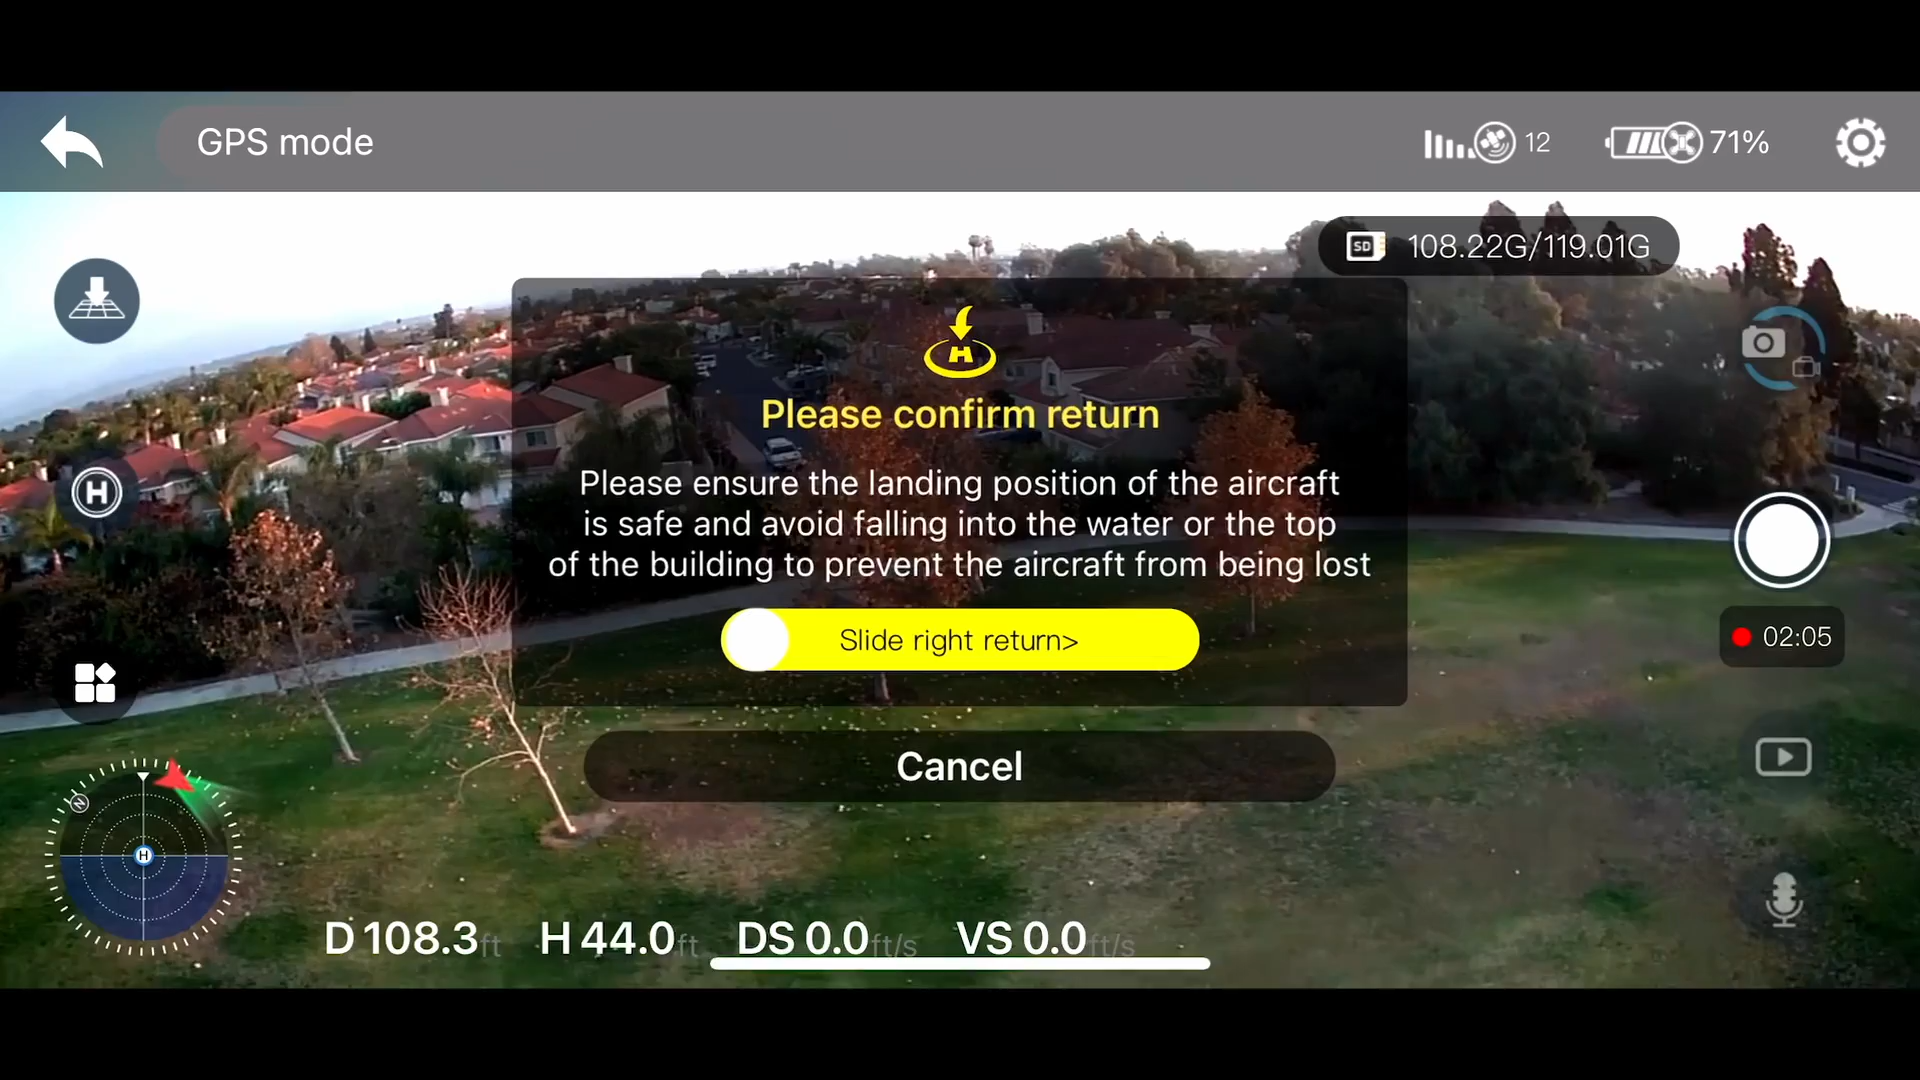 GPS mode
12
71%
SD 108.22G/119.01G
H
Please confirm return
Please ensure the landing position of the aircraft
is safe and avoid falling into the water or the top
of the building to prevent the aircraft from being lost
Slide right return>
H
02:05
Cancel
N
H
D 108.3ft H 44.0ft DS 0.0ft/s VS 0.0ft/s